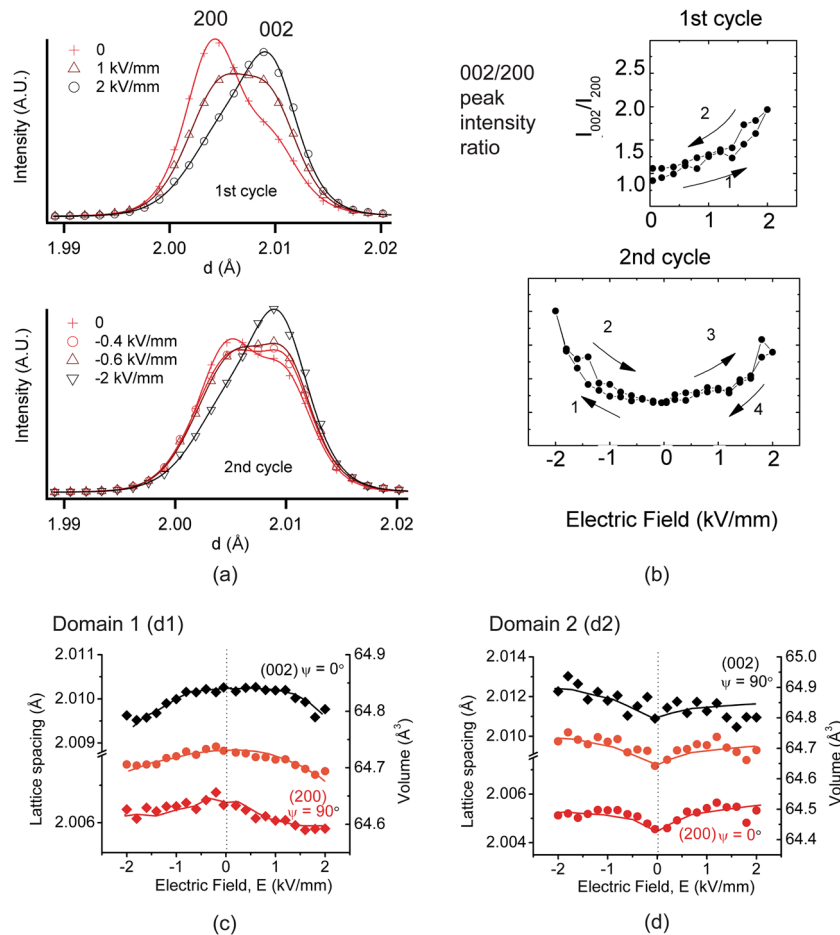 200
002
0
1 kV/mm
2 kV/mm
Intensity (A.U.)
1st cycle
1.99
2.00
2.01
2.02
d (Å)
0
-0.4 kV/mm
-0.6 kV/mm
-2 kV/mm
Intensity (A.U.)
2nd cycle
1.99
2.00
2.01
2.02
d (Å)
(a)
1st cycle
002/200
peak
intensity
ratio
I002/I200
2.5
2.0
1.5
1.0
2
1
0
1
2
2nd cycle
2
3
1
4
-2
-1
0
1
2
Electric Field (kV/mm)
(b)
Domain 1 (d1)
2.011
2.010
2.009
2.006
Lattice spacing (Å)
(002) ψ = 0°
(200)
ψ = 90°
64.9
64.8
64.7
64.6
Volume (Å³)
-2
-1
0
1
2
Electric Field, E (kV/mm)
(c)
Domain 2 (d2)
2.014
2.012
2.010
2.006
2.004
Lattice spacing (Å)
(002)
ψ = 90°
(200) ψ = 0°
65.0
64.9
64.8
64.7
64.6
64.5
64.4
Volume (Å³)
-2
-1
0
1
2
Electric Field, E (kV/mm)
(d)